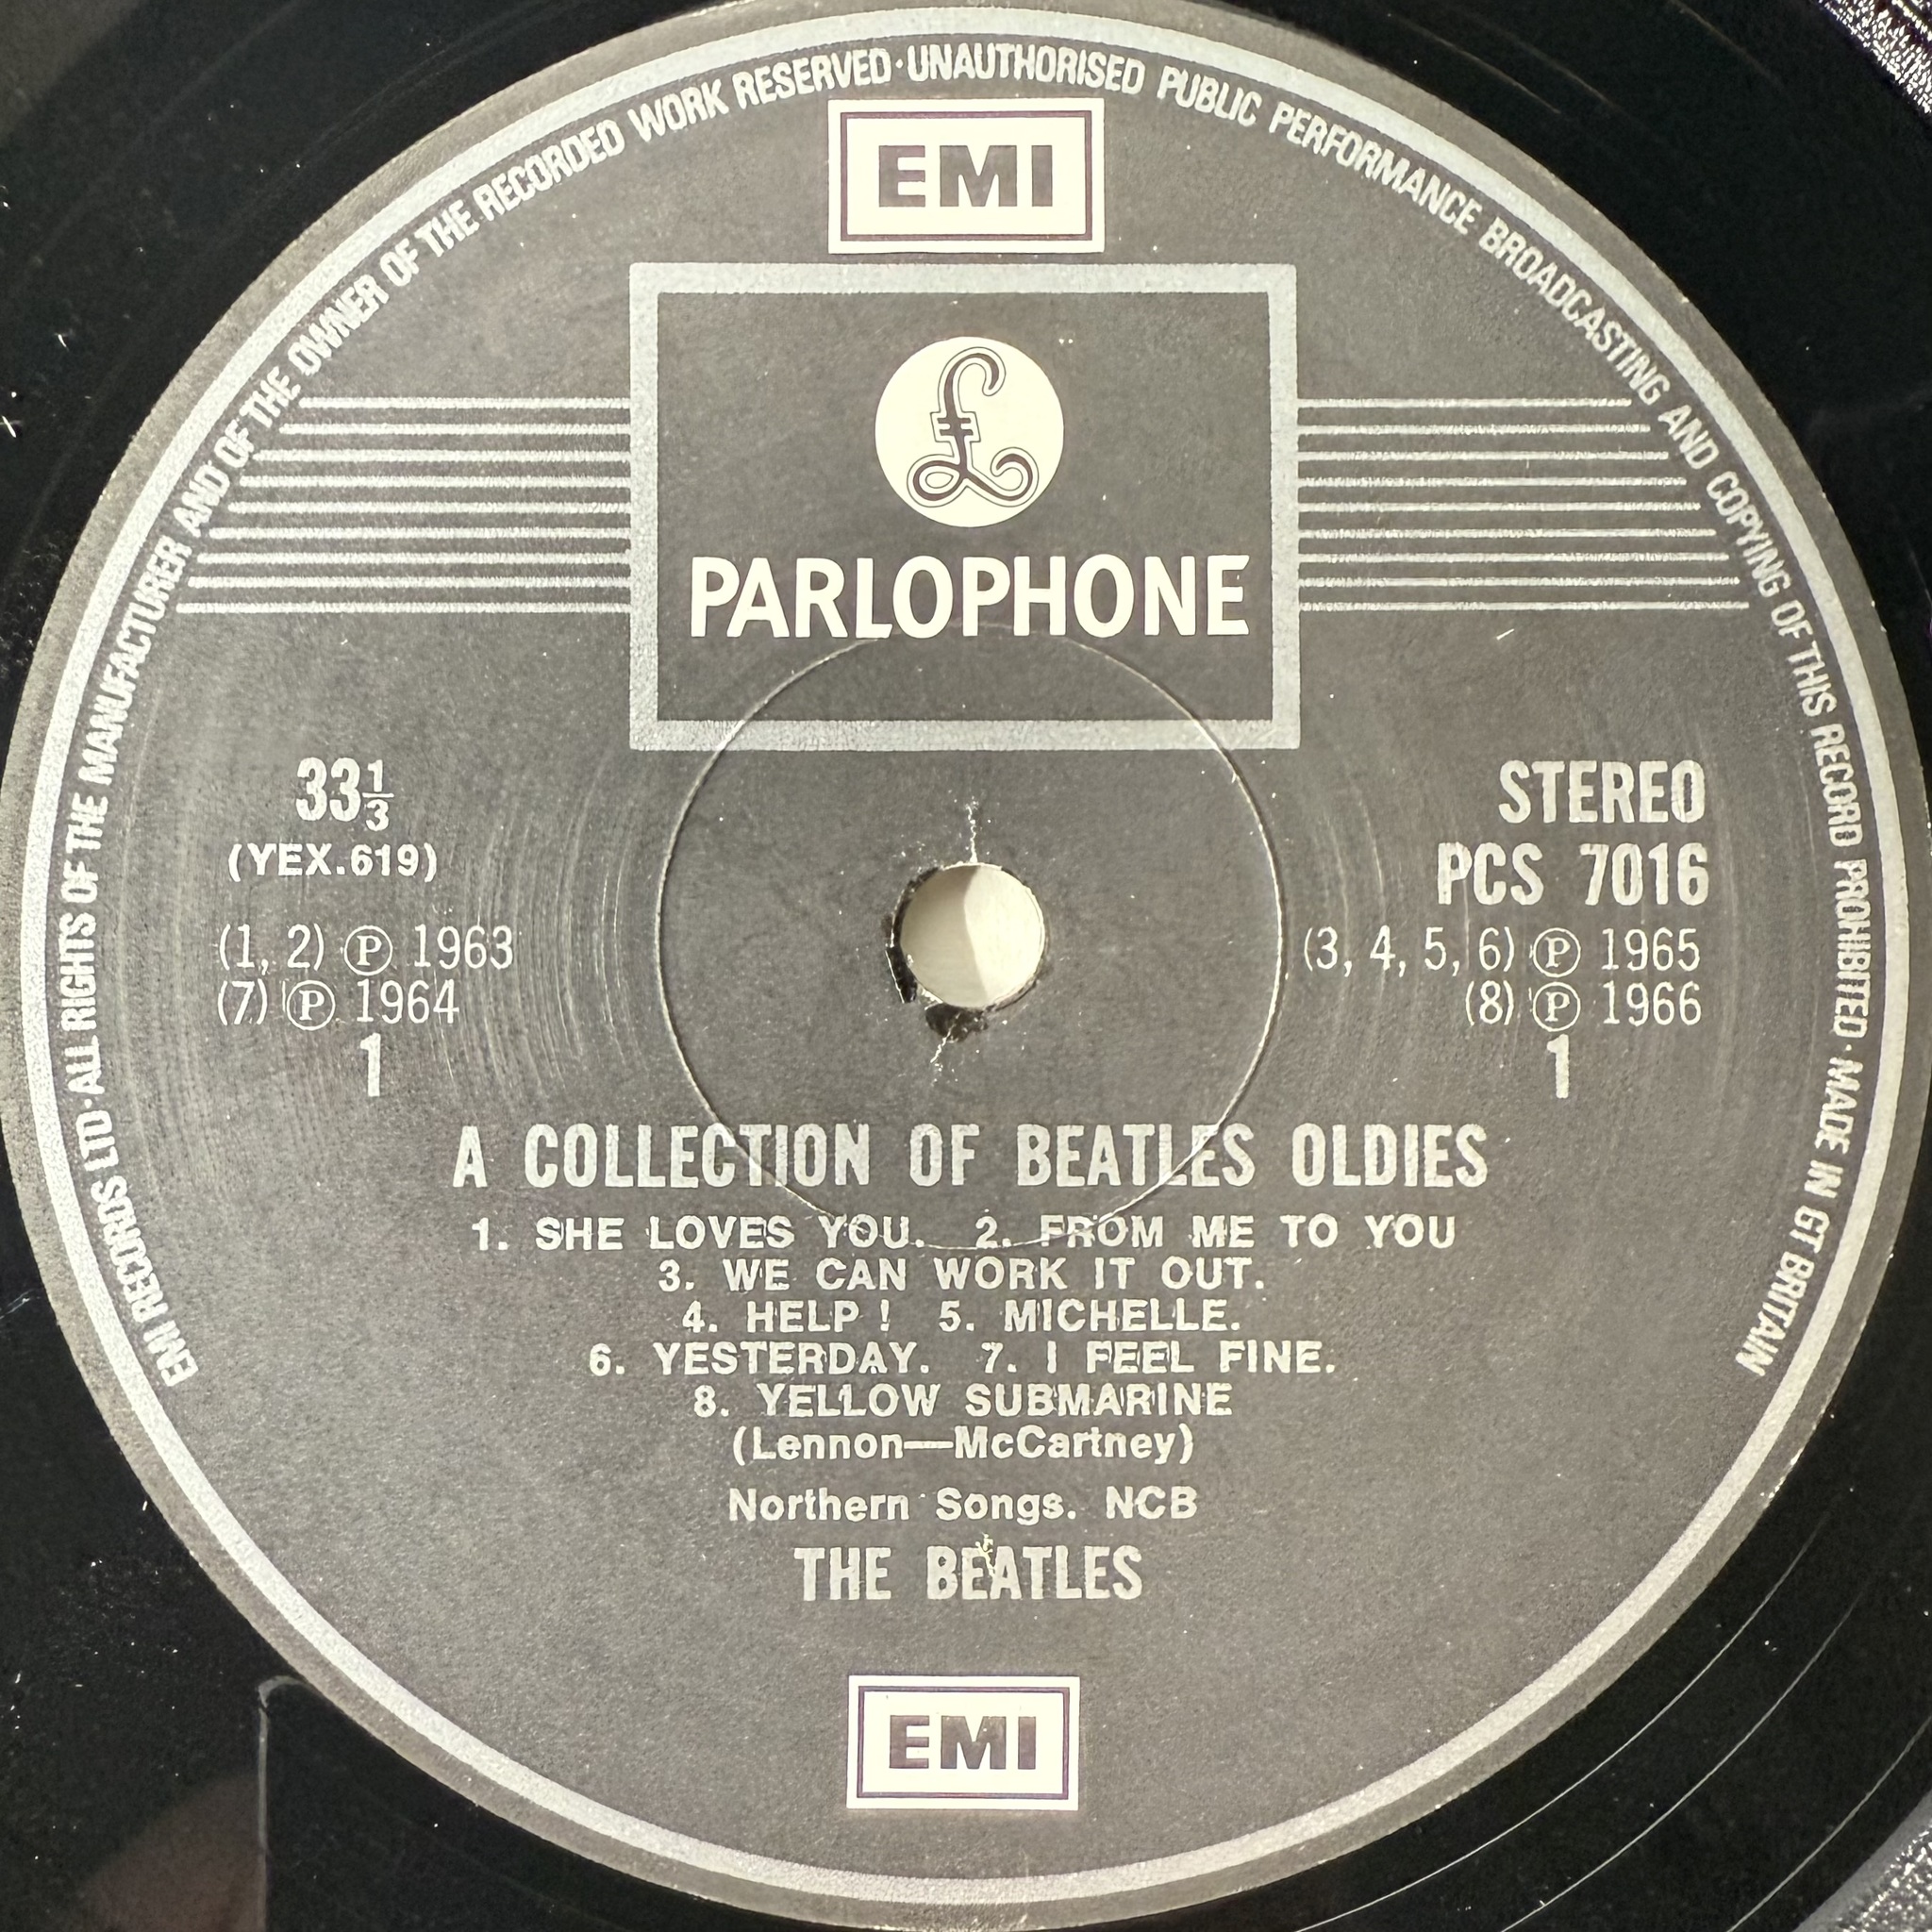 EMI RECORDS LTD·ALL RIGHTS OF THE MANUFACTURER AND OF THE OWNER OF THE RECORDED WORK RESERVED·UNAUTHORISED PUBLIC PERFORMANCE BROADCASTING AND COPYING OF THIS RECORD PROHIBITED·MADE IN GT BRITAIN
EMI
£
PARLOPHONE
33⅓
(YEX.619)
(1, 2) Ⓟ 1963
(7) Ⓟ 1964
1
STEREO
PCS 7016
(3, 4, 5, 6) Ⓟ 1965
(8) Ⓟ 1966
1
A COLLECTION OF BEATLES OLDIES
1. SHE LOVES YOU. 2. FROM ME TO YOU
3. WE CAN WORK IT OUT.
4. HELP! 5. MICHELLE.
6. YESTERDAY. 7. I FEEL FINE.
8. YELLOW SUBMARINE
(Lennon—McCartney)
Northern Songs. NCB
THE BEATLES
EMI